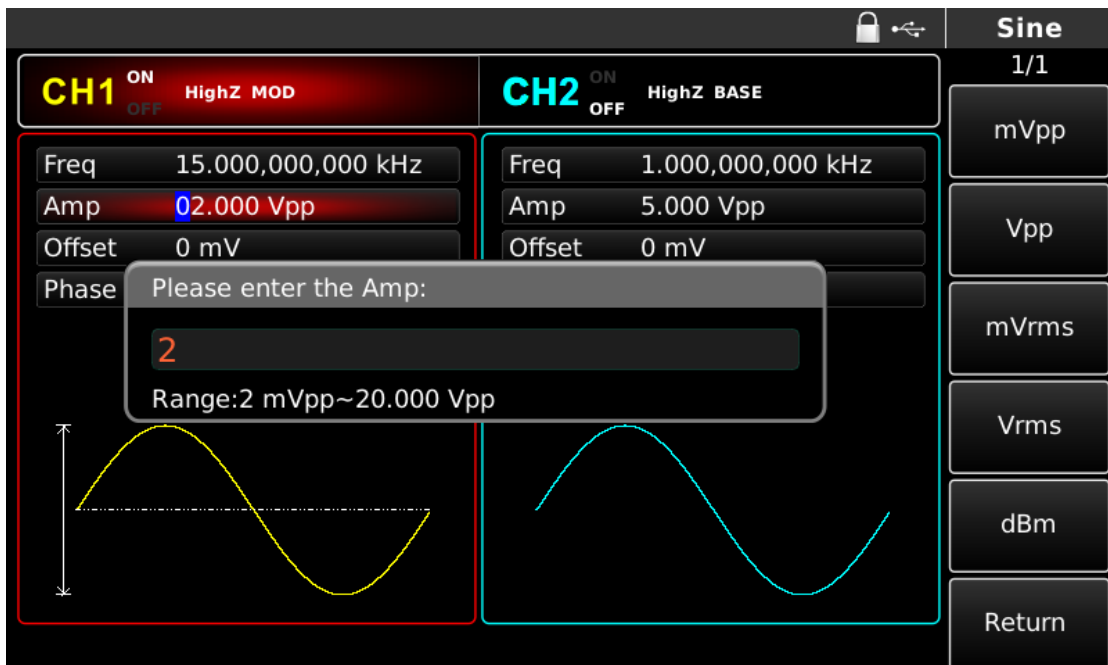 Sine
1/1
CH1 ON OFF HighZ MOD
CH2 ON OFF HighZ BASE
Freq 15.000,000,000 kHz
Amp 02.000 Vpp
Offset 0 mV
Phase
Freq 1.000,000,000 kHz
Amp 5.000 Vpp
Offset 0 mV
Please enter the Amp:
2
Range:2 mVpp~20.000 Vpp
mVpp
Vpp
mVrms
Vrms
dBm
Return